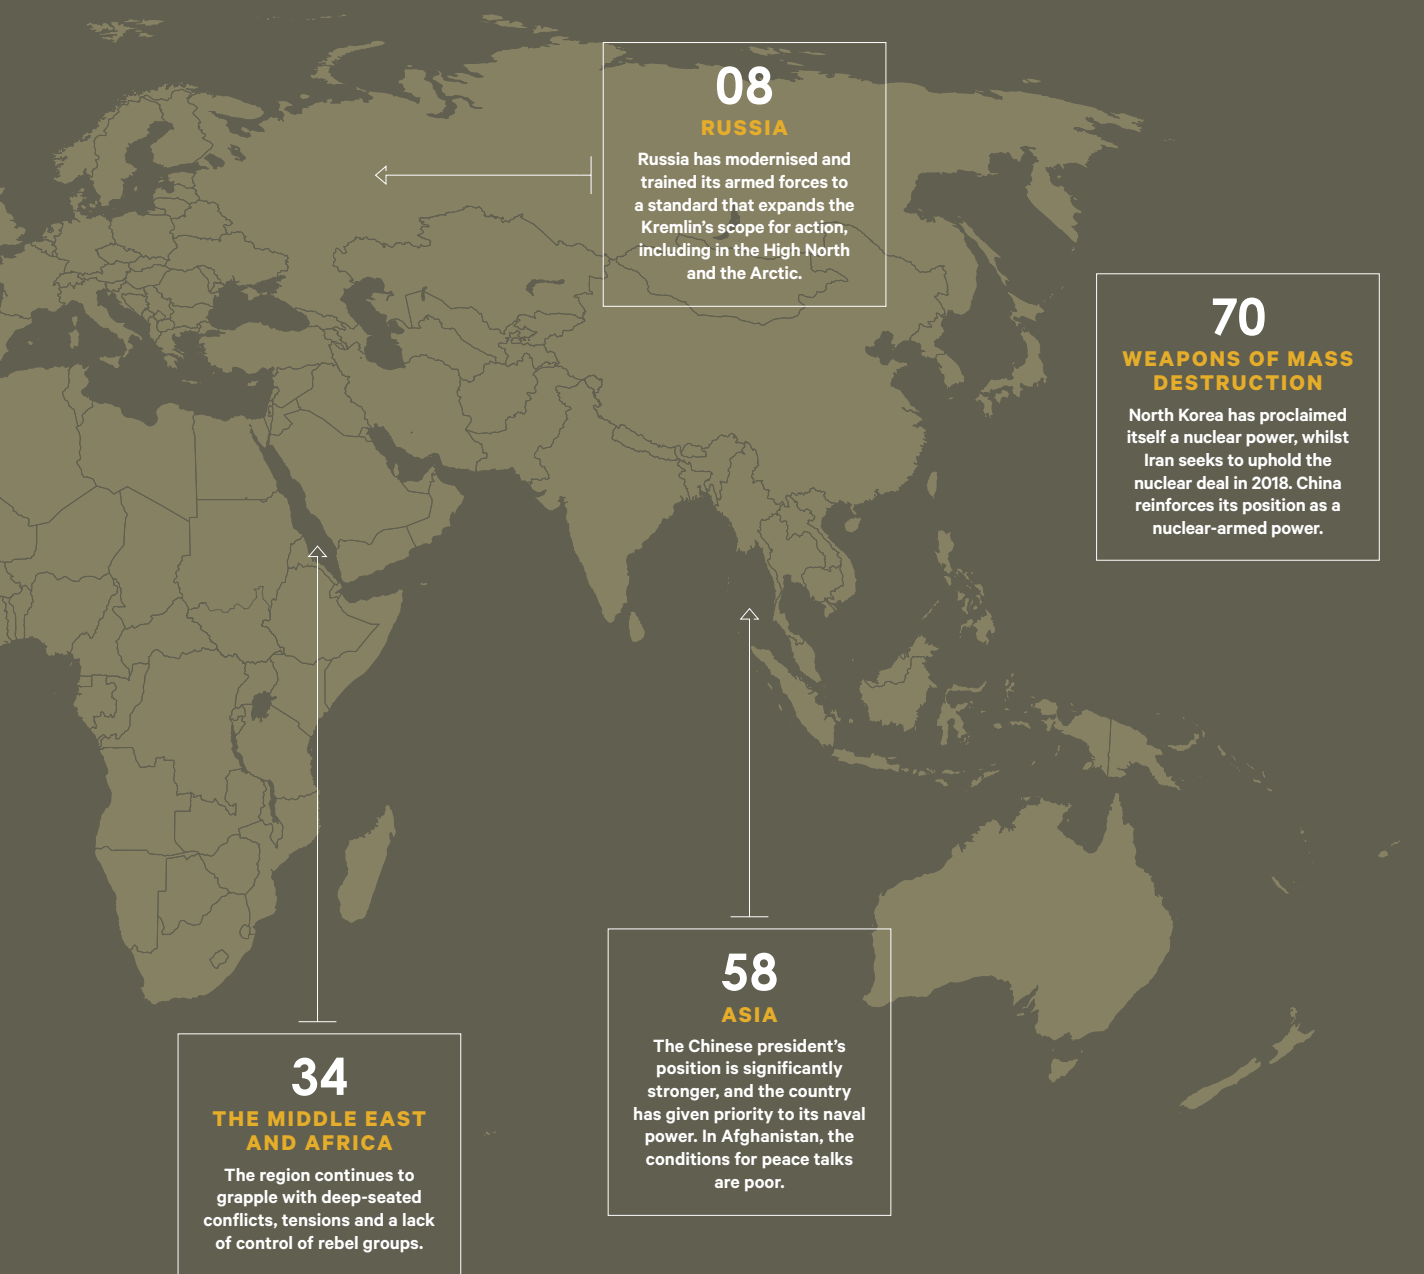 08
RUSSIA
Russia has modernised and
trained its armed forces to
a standard that expands the
Kremlin’s scope for action,
including in the High North
and the Arctic.
70
WEAPONS OF MASS
DESTRUCTION
North Korea has proclaimed
itself a nuclear power, whilst
Iran seeks to uphold the
nuclear deal in 2018. China
reinforces its position as a
nuclear-armed power.
58
ASIA
The Chinese president’s
position is significantly
stronger, and the country
has given priority to its naval
power. In Afghanistan, the
conditions for peace talks
are poor.
34
THE MIDDLE EAST
AND AFRICA
The region continues to
grapple with deep-seated
conflicts, tensions and a lack
of control of rebel groups.